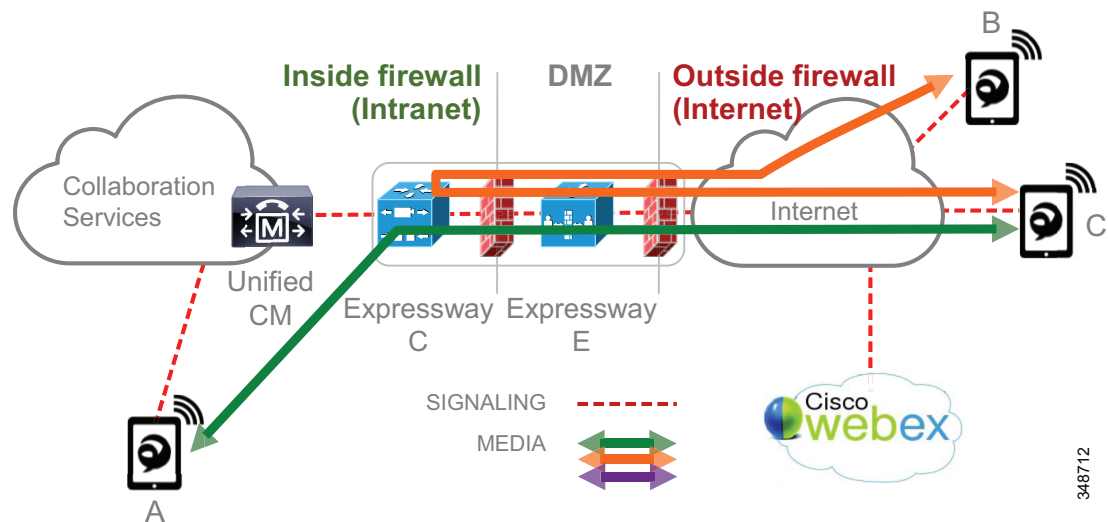 B
Inside firewall
(Intranet)
DMZ
Outside firewall
(Internet)
Collaboration
Services
M
Internet
C
Unified
CM
Expressway
C
Expressway
E
SIGNALING
MEDIA
Cisco
webex
A
348712